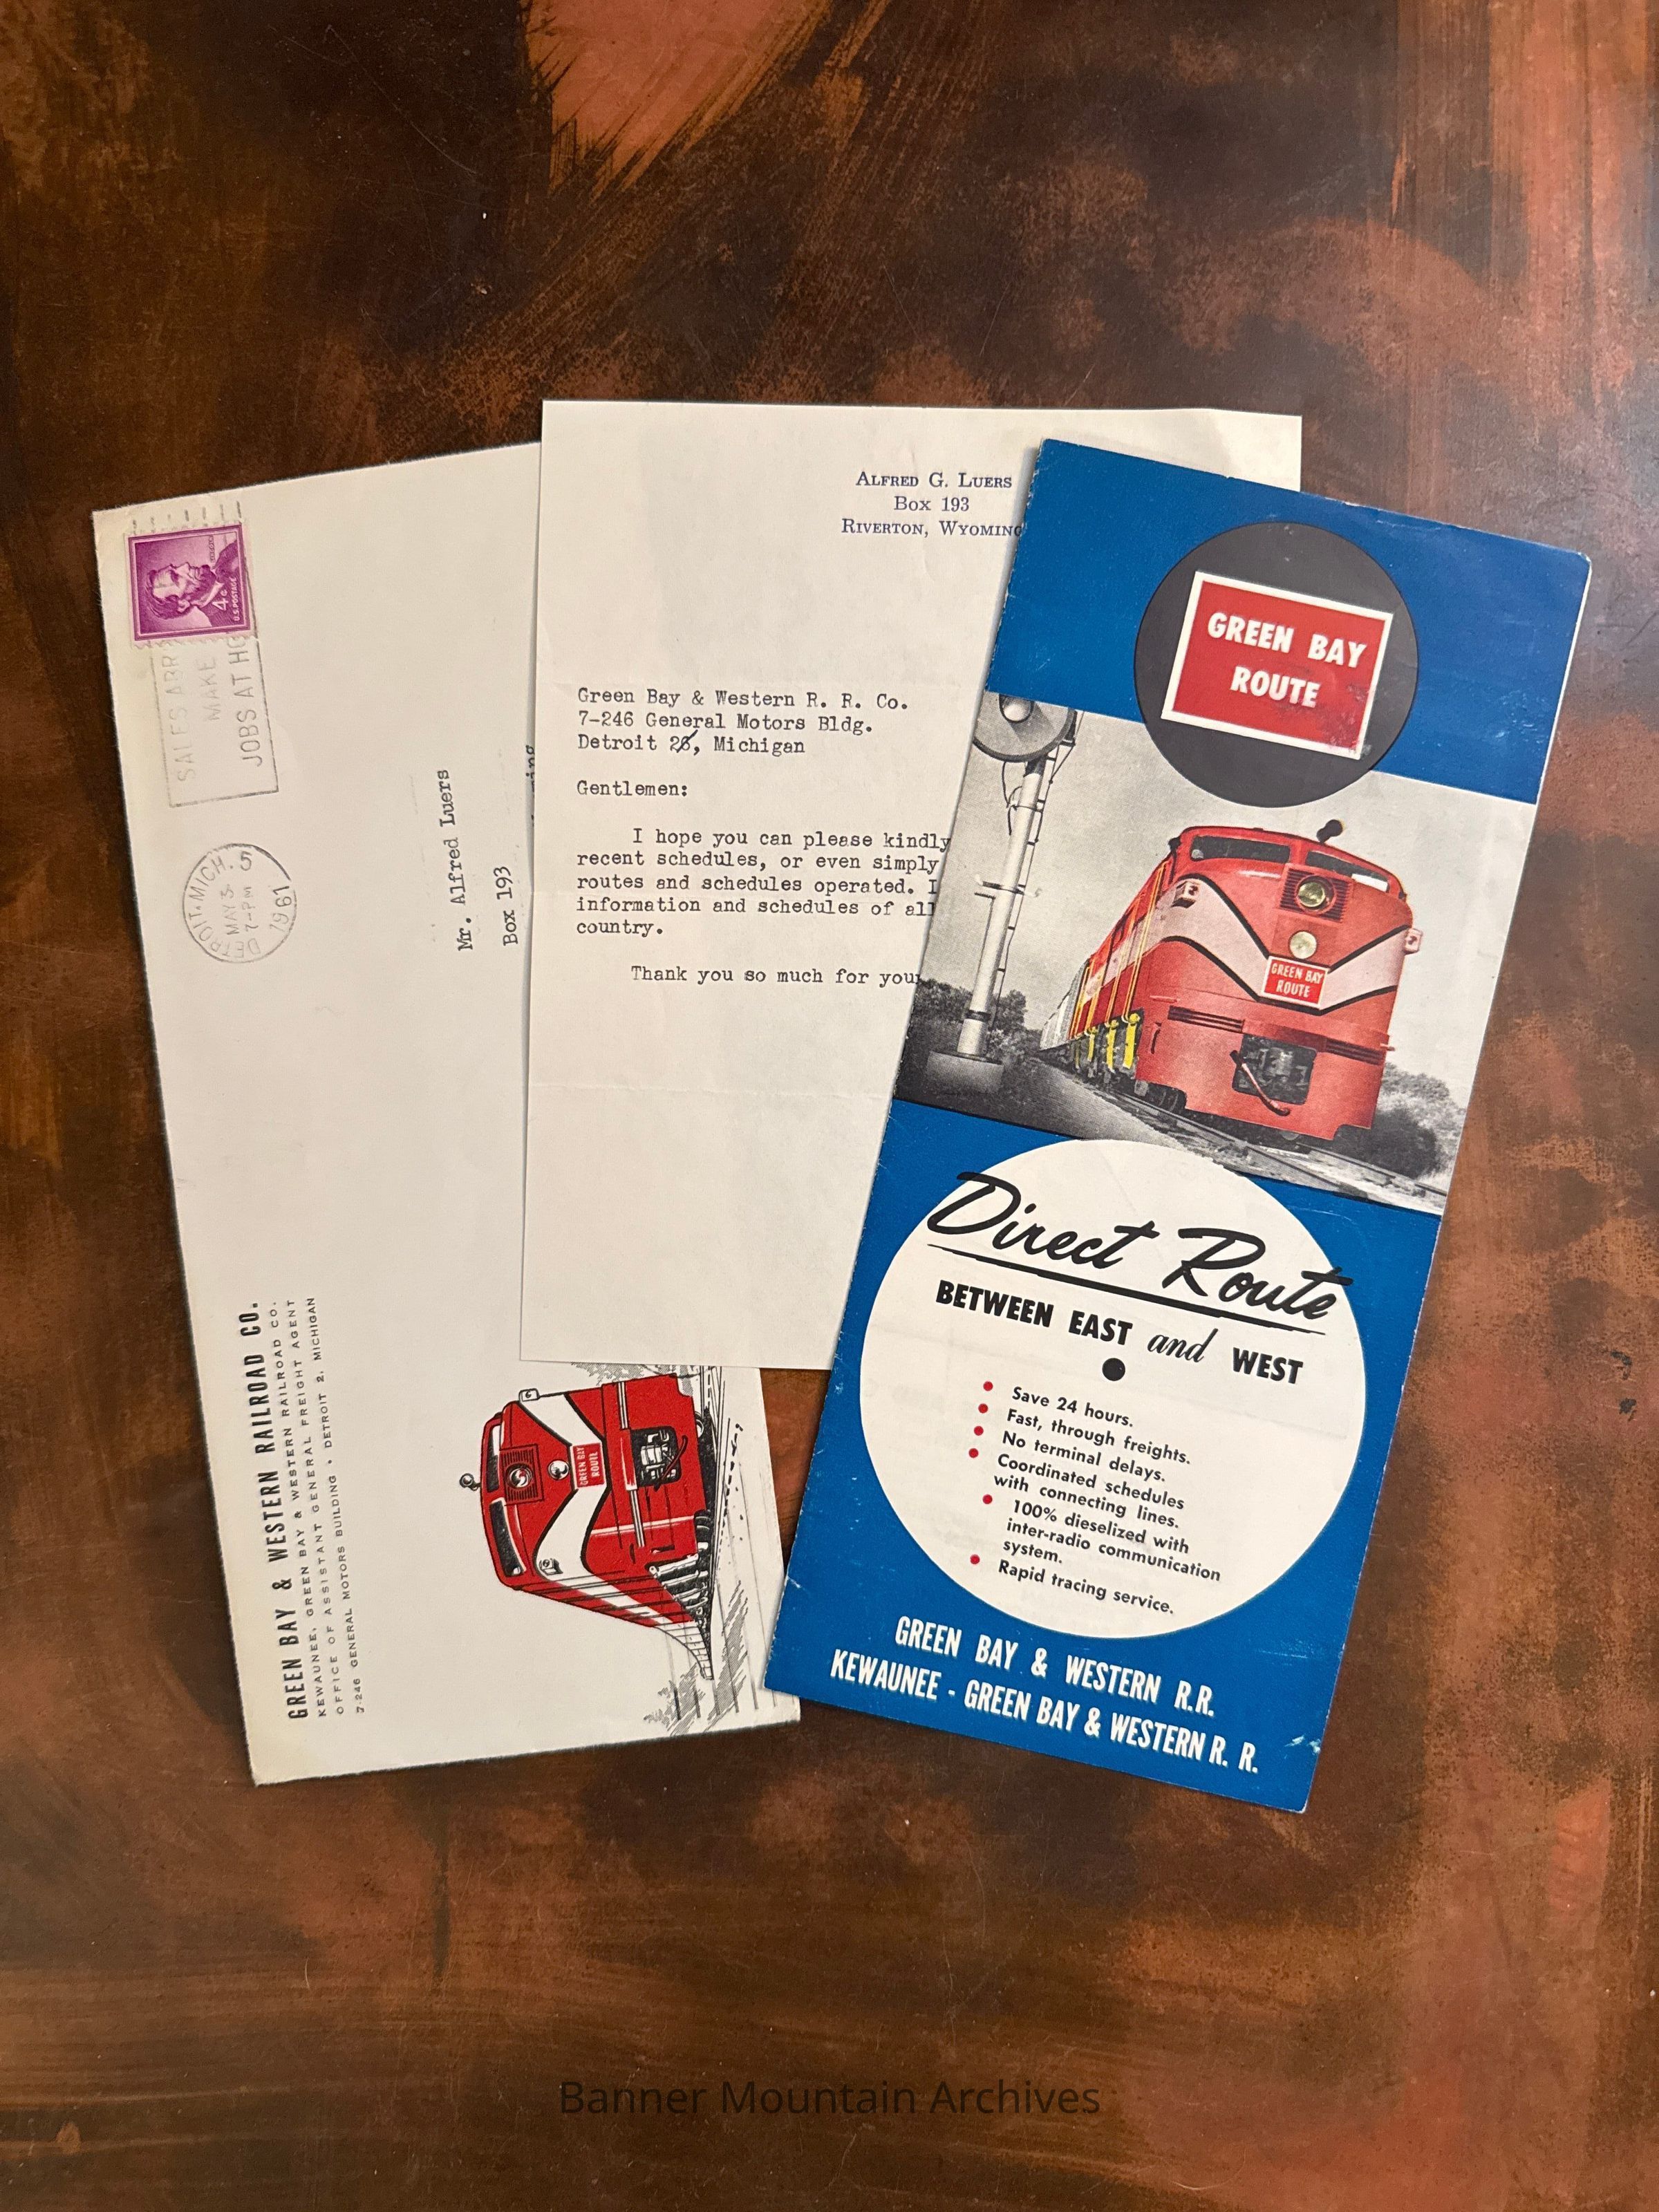 4¢
U.S. POSTAGE
SALES ARR
MAKE
JOBS AT HO
DETROIT, MICH. 5
MAY 3
7-PM
1961
Mr. Alfred Luers
Box 193
GREEN BAY & WESTERN RAILROAD CO.
KEWAUNEE, GREEN BAY & WESTERN RAILROAD CO.
OFFICE OF ASSISTANT GENERAL FREIGHT AGENT
7-246 GENERAL MOTORS BUILDING • DETROIT 2, MICHIGAN
GREEN BAY
ROUTE
ALFRED G. LUERS
BOX 193
RIVERTON, WYOMING
Green Bay & Western R. R. Co.
7-246 General Motors Bldg.
Detroit 2, Michigan
Gentlemen:
I hope you can please kindly
recent schedules, or even simply
routes and schedules operated. I
information and schedules of all
country.
Thank you so much for your
GREEN BAY
ROUTE
GREEN BAY
ROUTE
Direct Route
BETWEEN EAST and WEST
• Save 24 hours.
• Fast, through freights.
• No terminal delays.
• Coordinated schedules
with connecting lines.
• 100% dieselized with
inter-radio communication
system.
• Rapid tracing service.
GREEN BAY & WESTERN R.R.
KEWAUNEE - GREEN BAY & WESTERN R. R.
Banner Mountain Archives